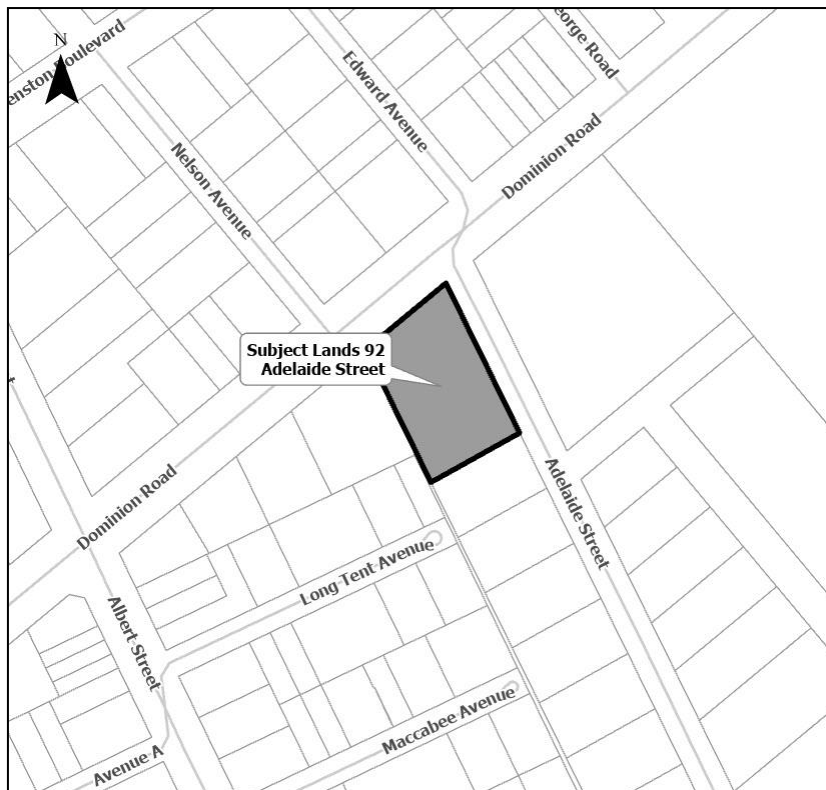 N
enston Boulevard
Edward Avenue
eorge Road
Nelson Avenue
Dominion Road
Subject Lands 92
Adelaide Street
Dominion Road
Adelaide Street
Long Tent Avenue
Albert Street
Maccabee Avenue
Avenue A